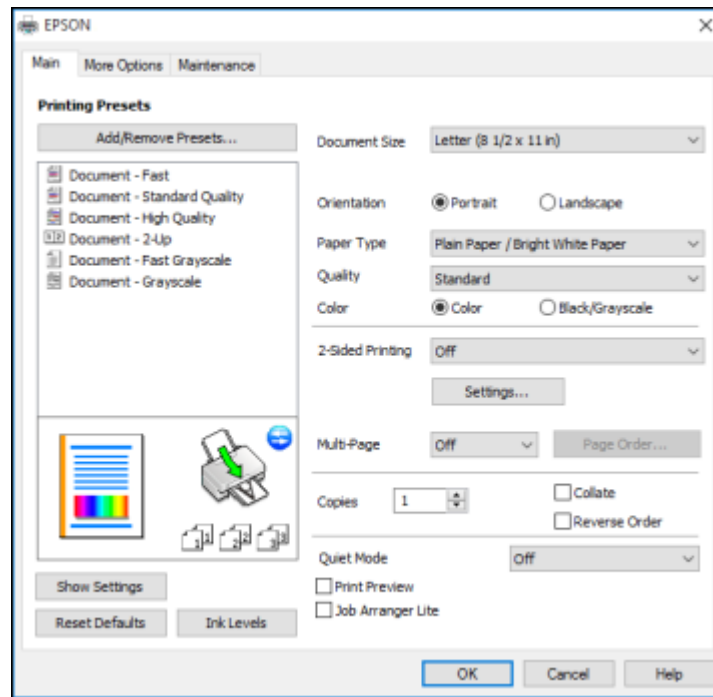 EPSON
Main More Options Maintenance
Printing Presets
Add/Remove Presets...
Document - Fast
Document - Standard Quality
Document - High Quality
Document - 2-Up
Document - Fast Grayscale
Document - Grayscale
Show Settings
Reset Defaults Ink Levels
Document Size Letter (8 1/2 x 11 in)
Orientation Portrait Landscape
Paper Type Plain Paper / Bright White Paper
Quality Standard
Color Color Black/Grayscale
2-Sided Printing Off
Settings...
Multi-Page Off Page Order...
Copies 1 Collate
Reverse Order
Quiet Mode Off
Print Preview
Job Arranger Lite
OK Cancel Help